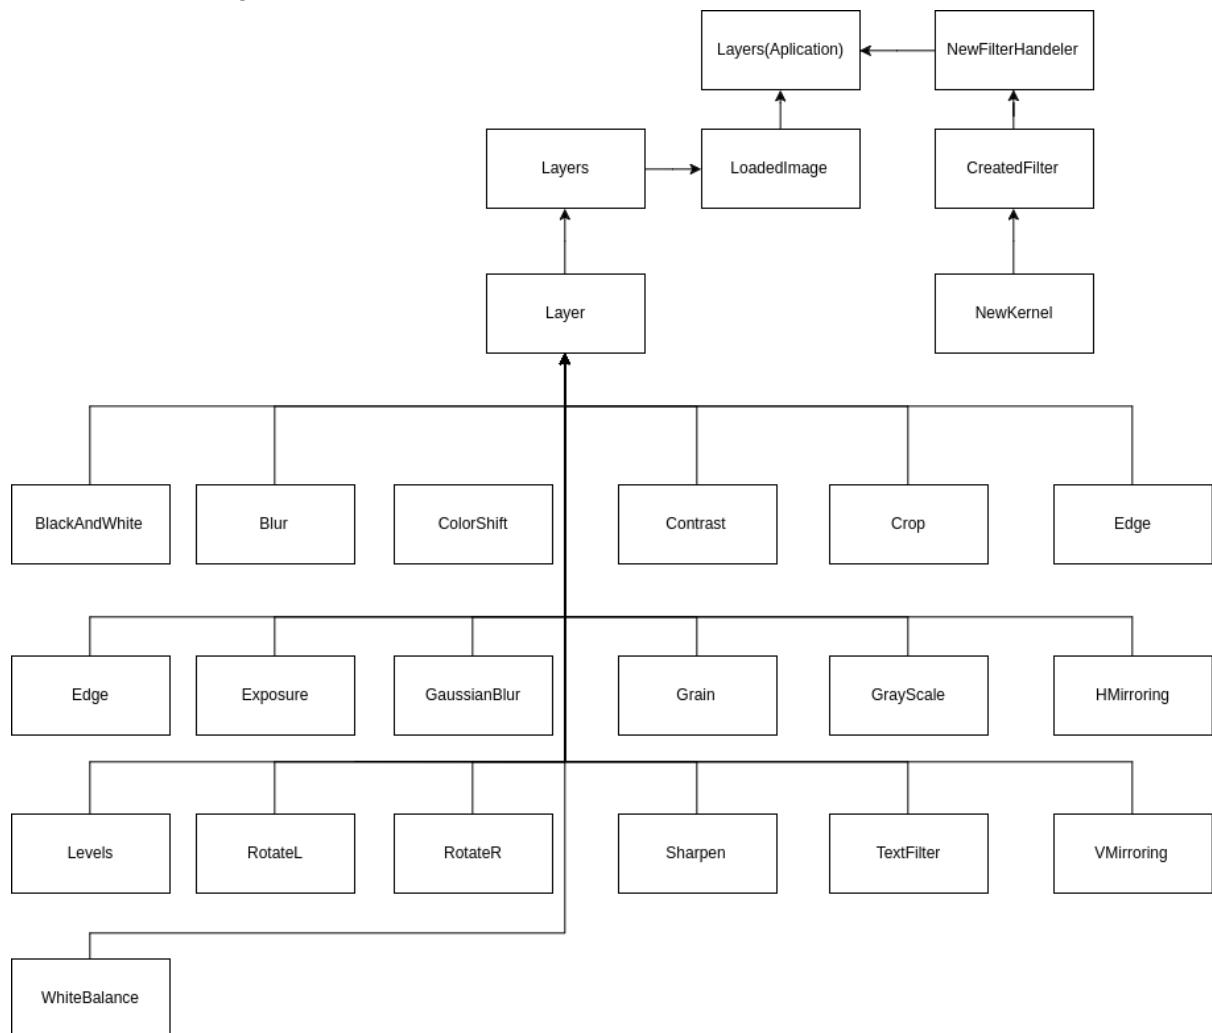 Layers(Aplication)
NewFilterHandeler
Layers
LoadedImage
CreatedFilter
Layer
NewKernel
BlackAndWhite
Blur
ColorShift
Contrast
Crop
Edge
Edge
Exposure
GaussianBlur
Grain
GrayScale
HMirroring
Levels
RotateL
RotateR
Sharpen
TextFilter
VMirroring
WhiteBalance